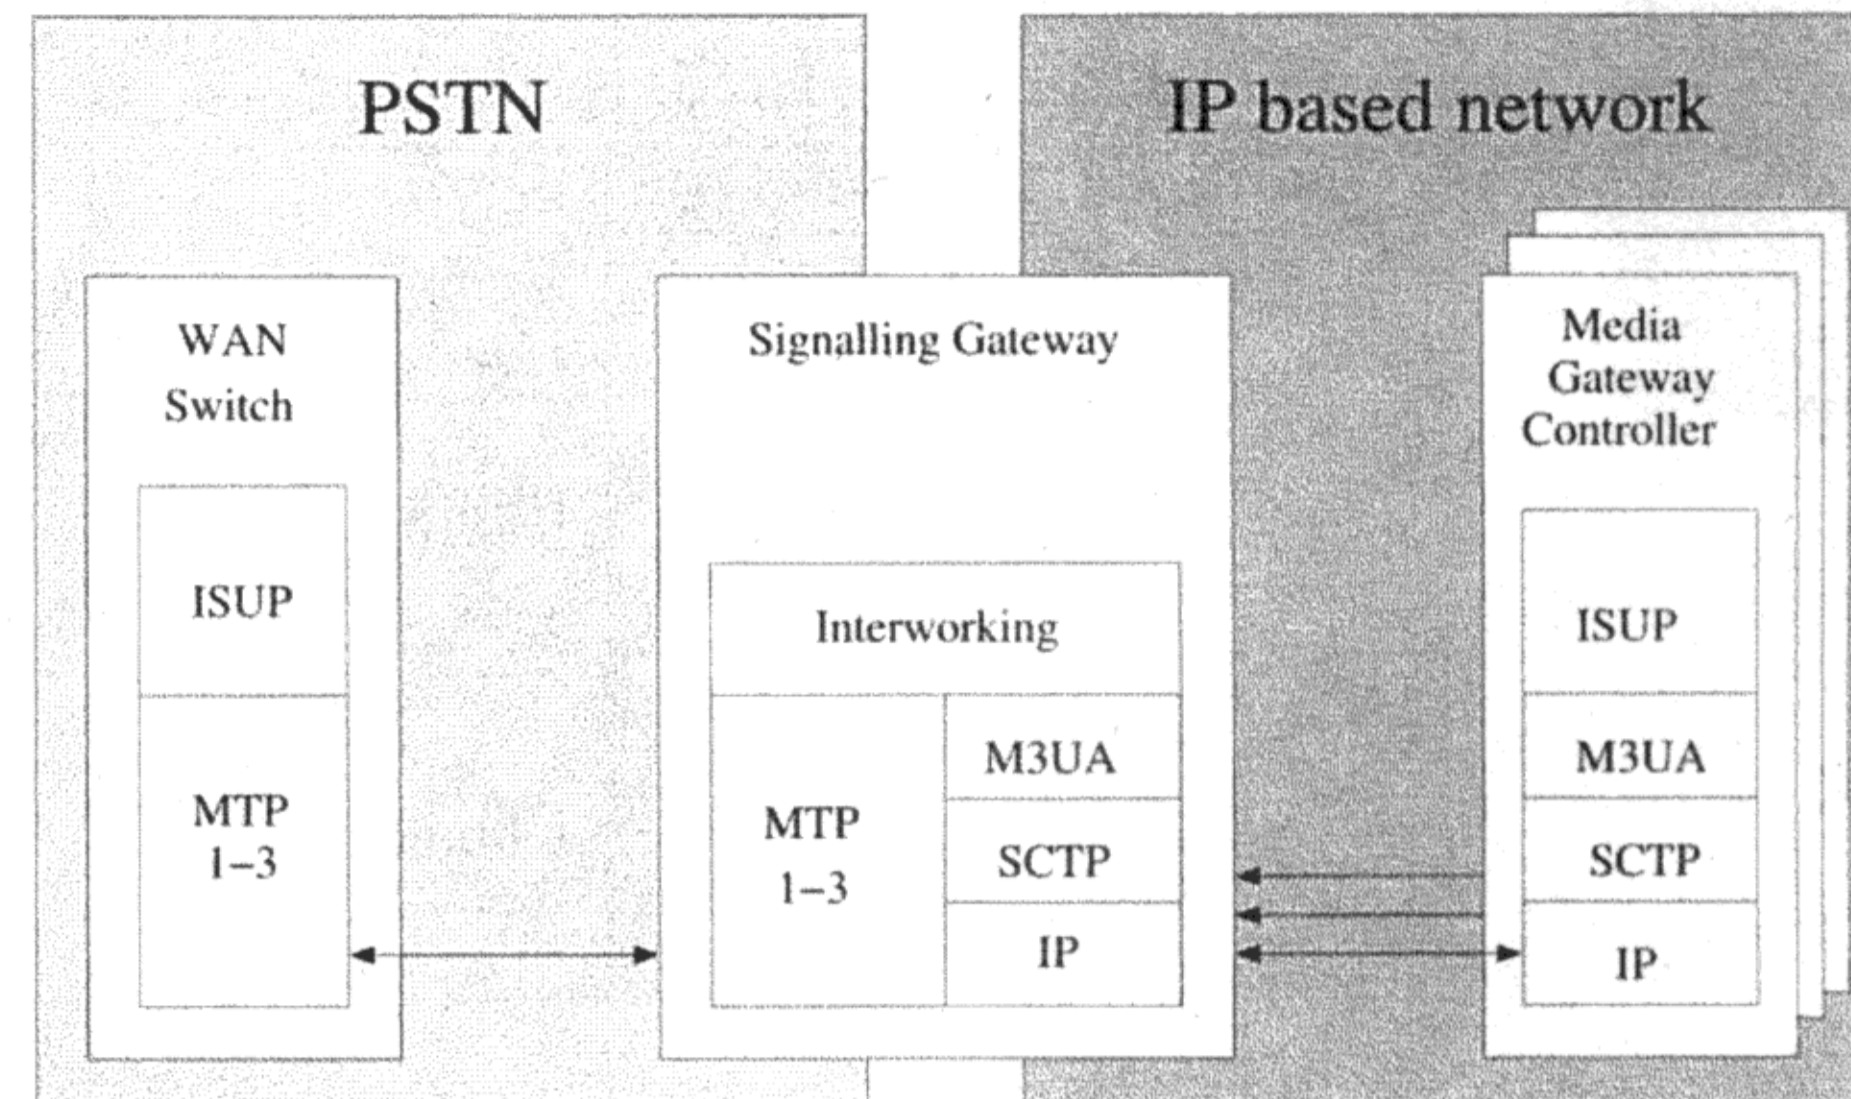 PSTN
IP based network
WAN
Switch
ISUP
MTP
1–3
Signalling Gateway
Interworking
MTP
1–3
M3UA
SCTP
IP
Media
Gateway
Controller
ISUP
M3UA
SCTP
IP